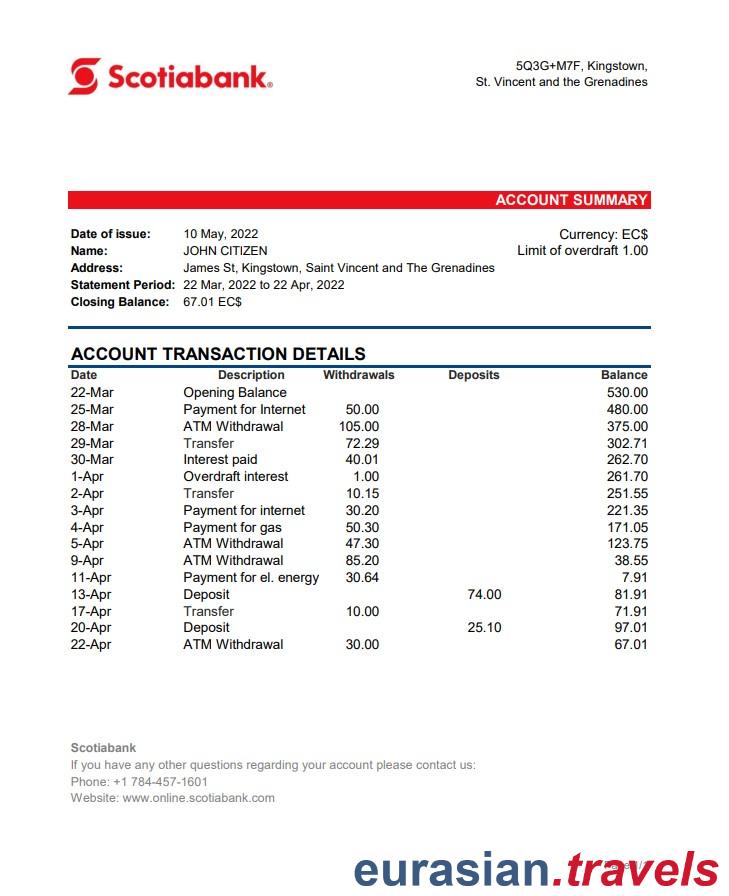 Scotiabank®
5Q3G+M7F, Kingstown,
St. Vincent and the Grenadines
ACCOUNT SUMMARY
Date of issue: 10 May, 2022 Currency: EC$
Name: JOHN CITIZEN Limit of overdraft 1.00
Address: James St, Kingstown, Saint Vincent and The Grenadines
Statement Period: 22 Mar, 2022 to 22 Apr, 2022
Closing Balance: 67.01 EC$
ACCOUNT TRANSACTION DETAILS
Date Description Withdrawals Deposits Balance
22-Mar Opening Balance 530.00
25-Mar Payment for Internet 50.00 480.00
28-Mar ATM Withdrawal 105.00 375.00
29-Mar Transfer 72.29 302.71
30-Mar Interest paid 40.01 262.70
1-Apr Overdraft interest 1.00 261.70
2-Apr Transfer 10.15 251.55
3-Apr Payment for internet 30.20 221.35
4-Apr Payment for gas 50.30 171.05
5-Apr ATM Withdrawal 47.30 123.75
9-Apr ATM Withdrawal 85.20 38.55
11-Apr Payment for el. energy 30.64 7.91
13-Apr Deposit 74.00 81.91
17-Apr Transfer 10.00 71.91
20-Apr Deposit 25.10 97.01
22-Apr ATM Withdrawal 30.00 67.01
Scotiabank
If you have any other questions regarding your account please contact us:
Phone: +1 784-457-1601
Website: www.online.scotiabank.com
eurasian.travels